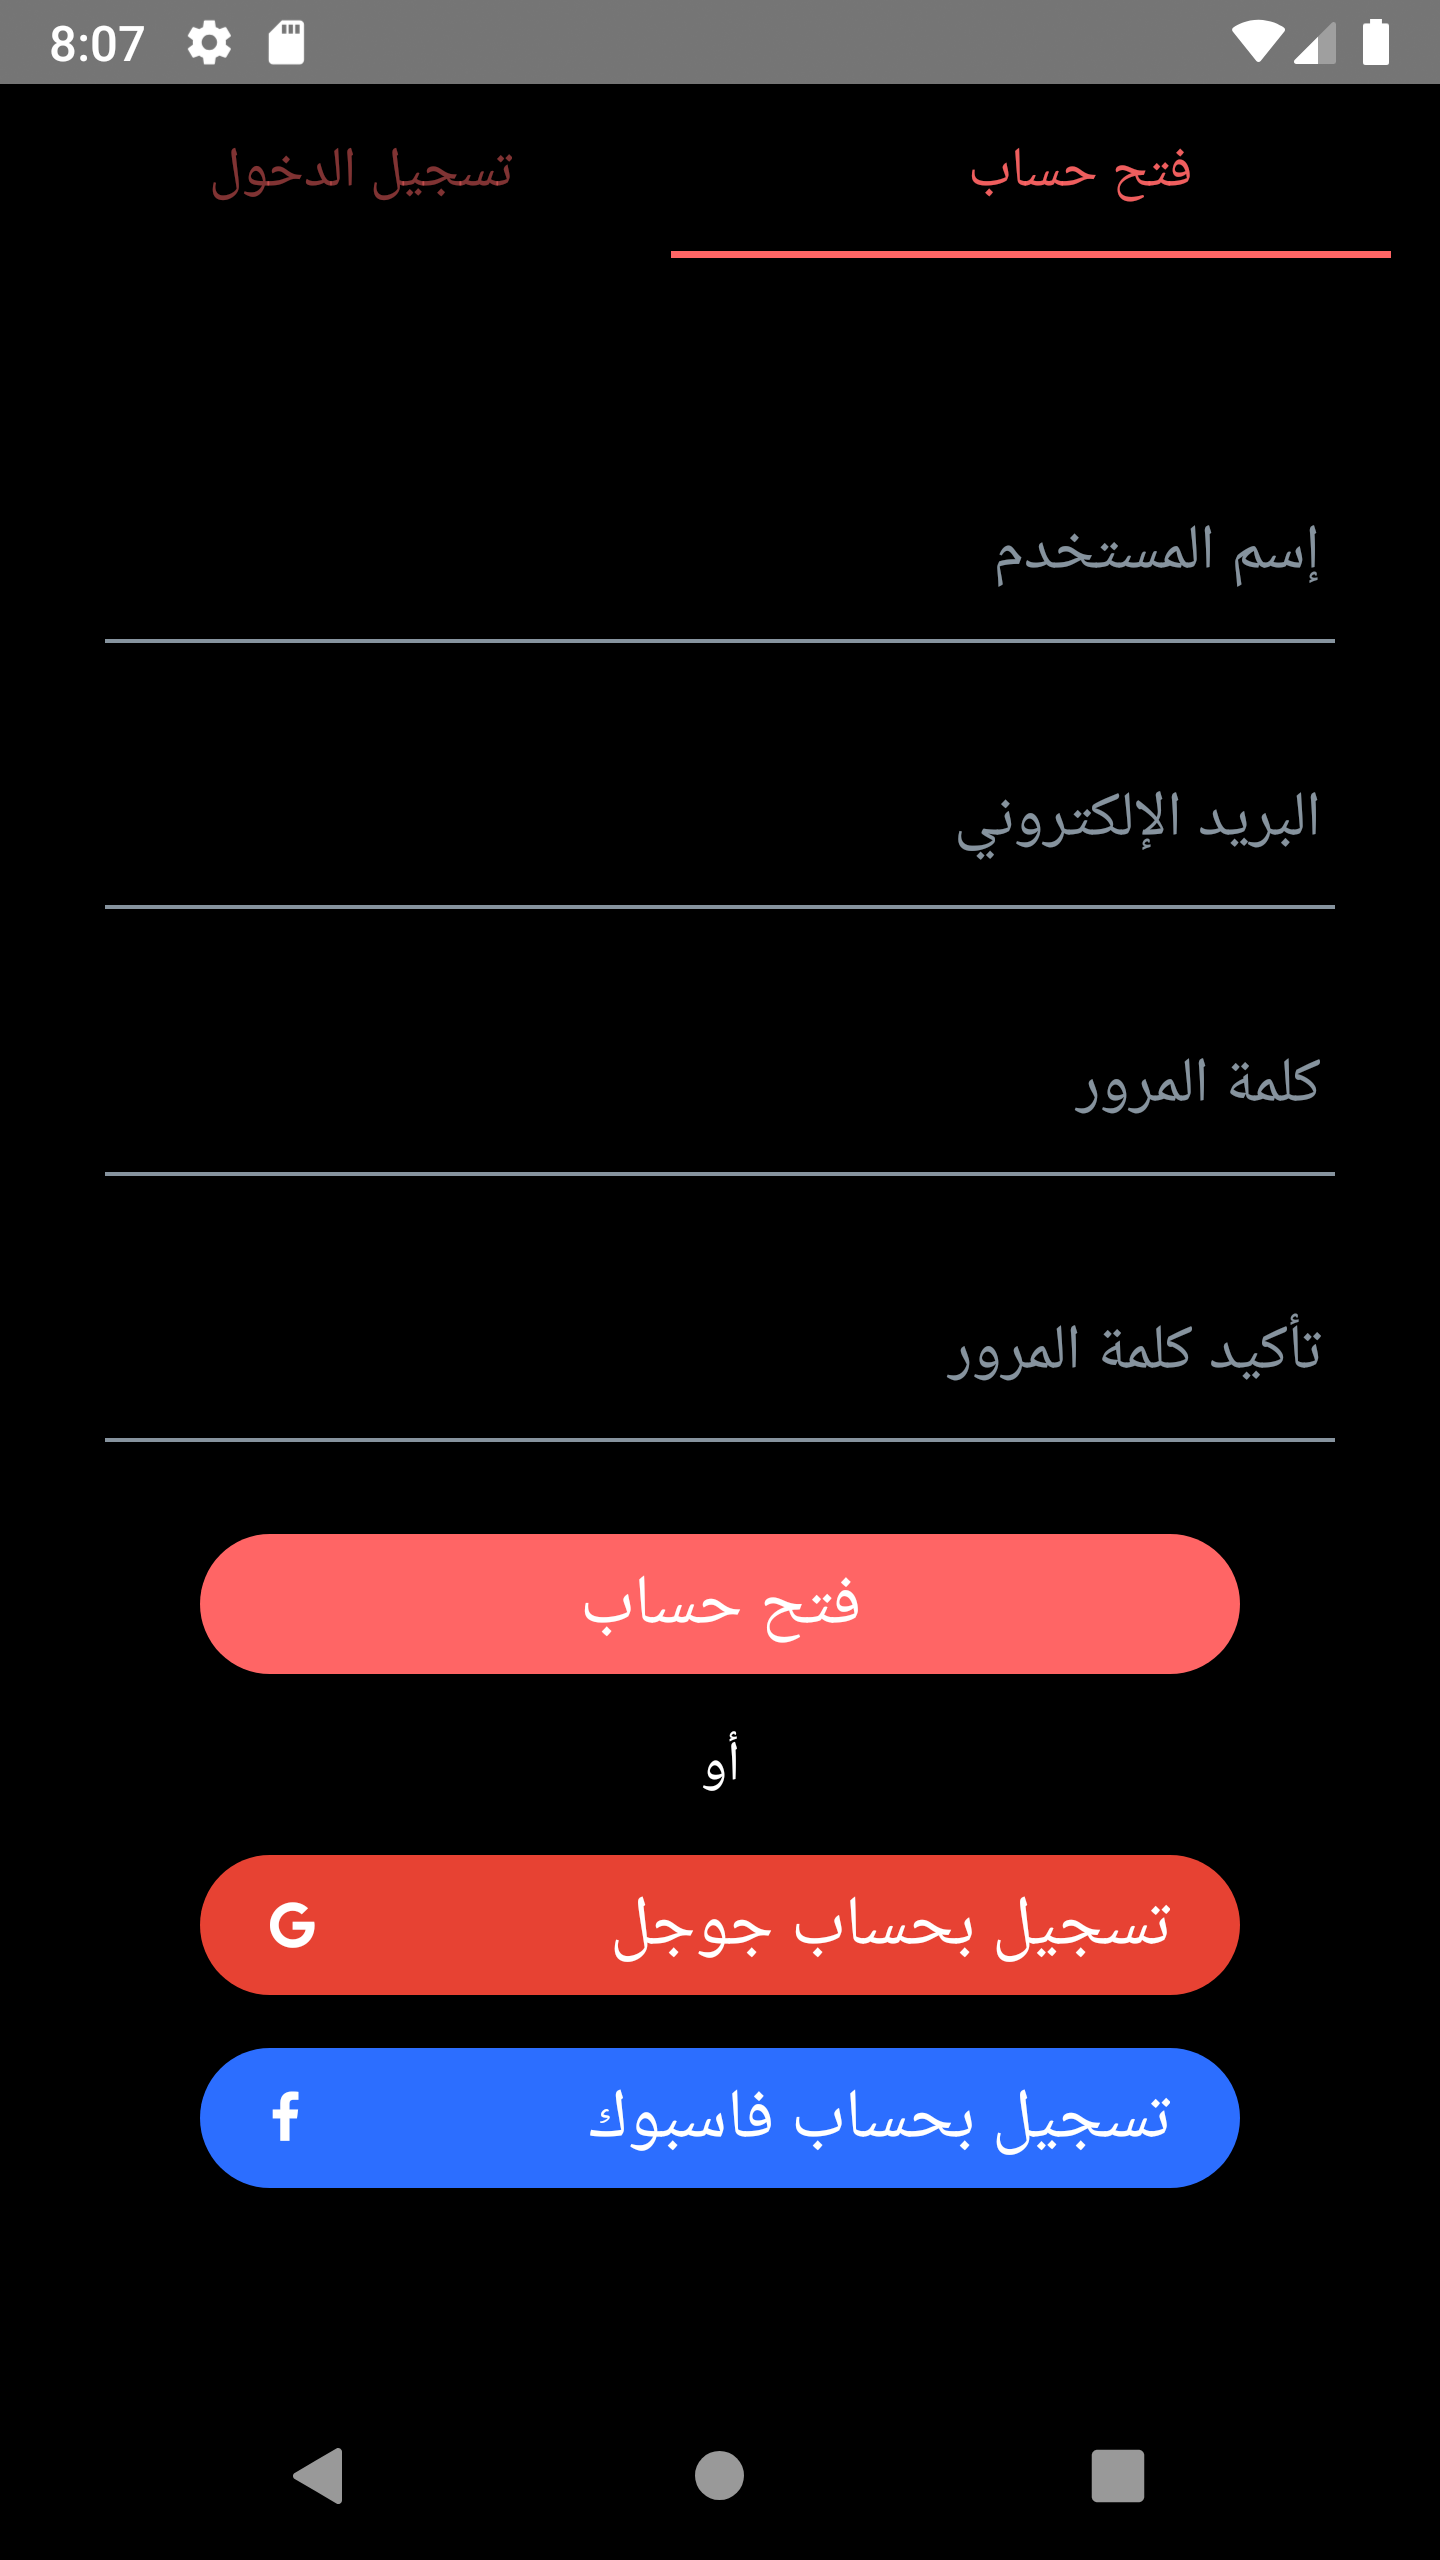 8:07
فتح حساب
تسجيل الدخول
إسم المستخدم
البريد الإلكتروني
كلمة المرور
تأكيد كلمة المرور
فتح حساب
أو
تسجيل بحساب جوجل
تسجيل بحساب فاسبوك